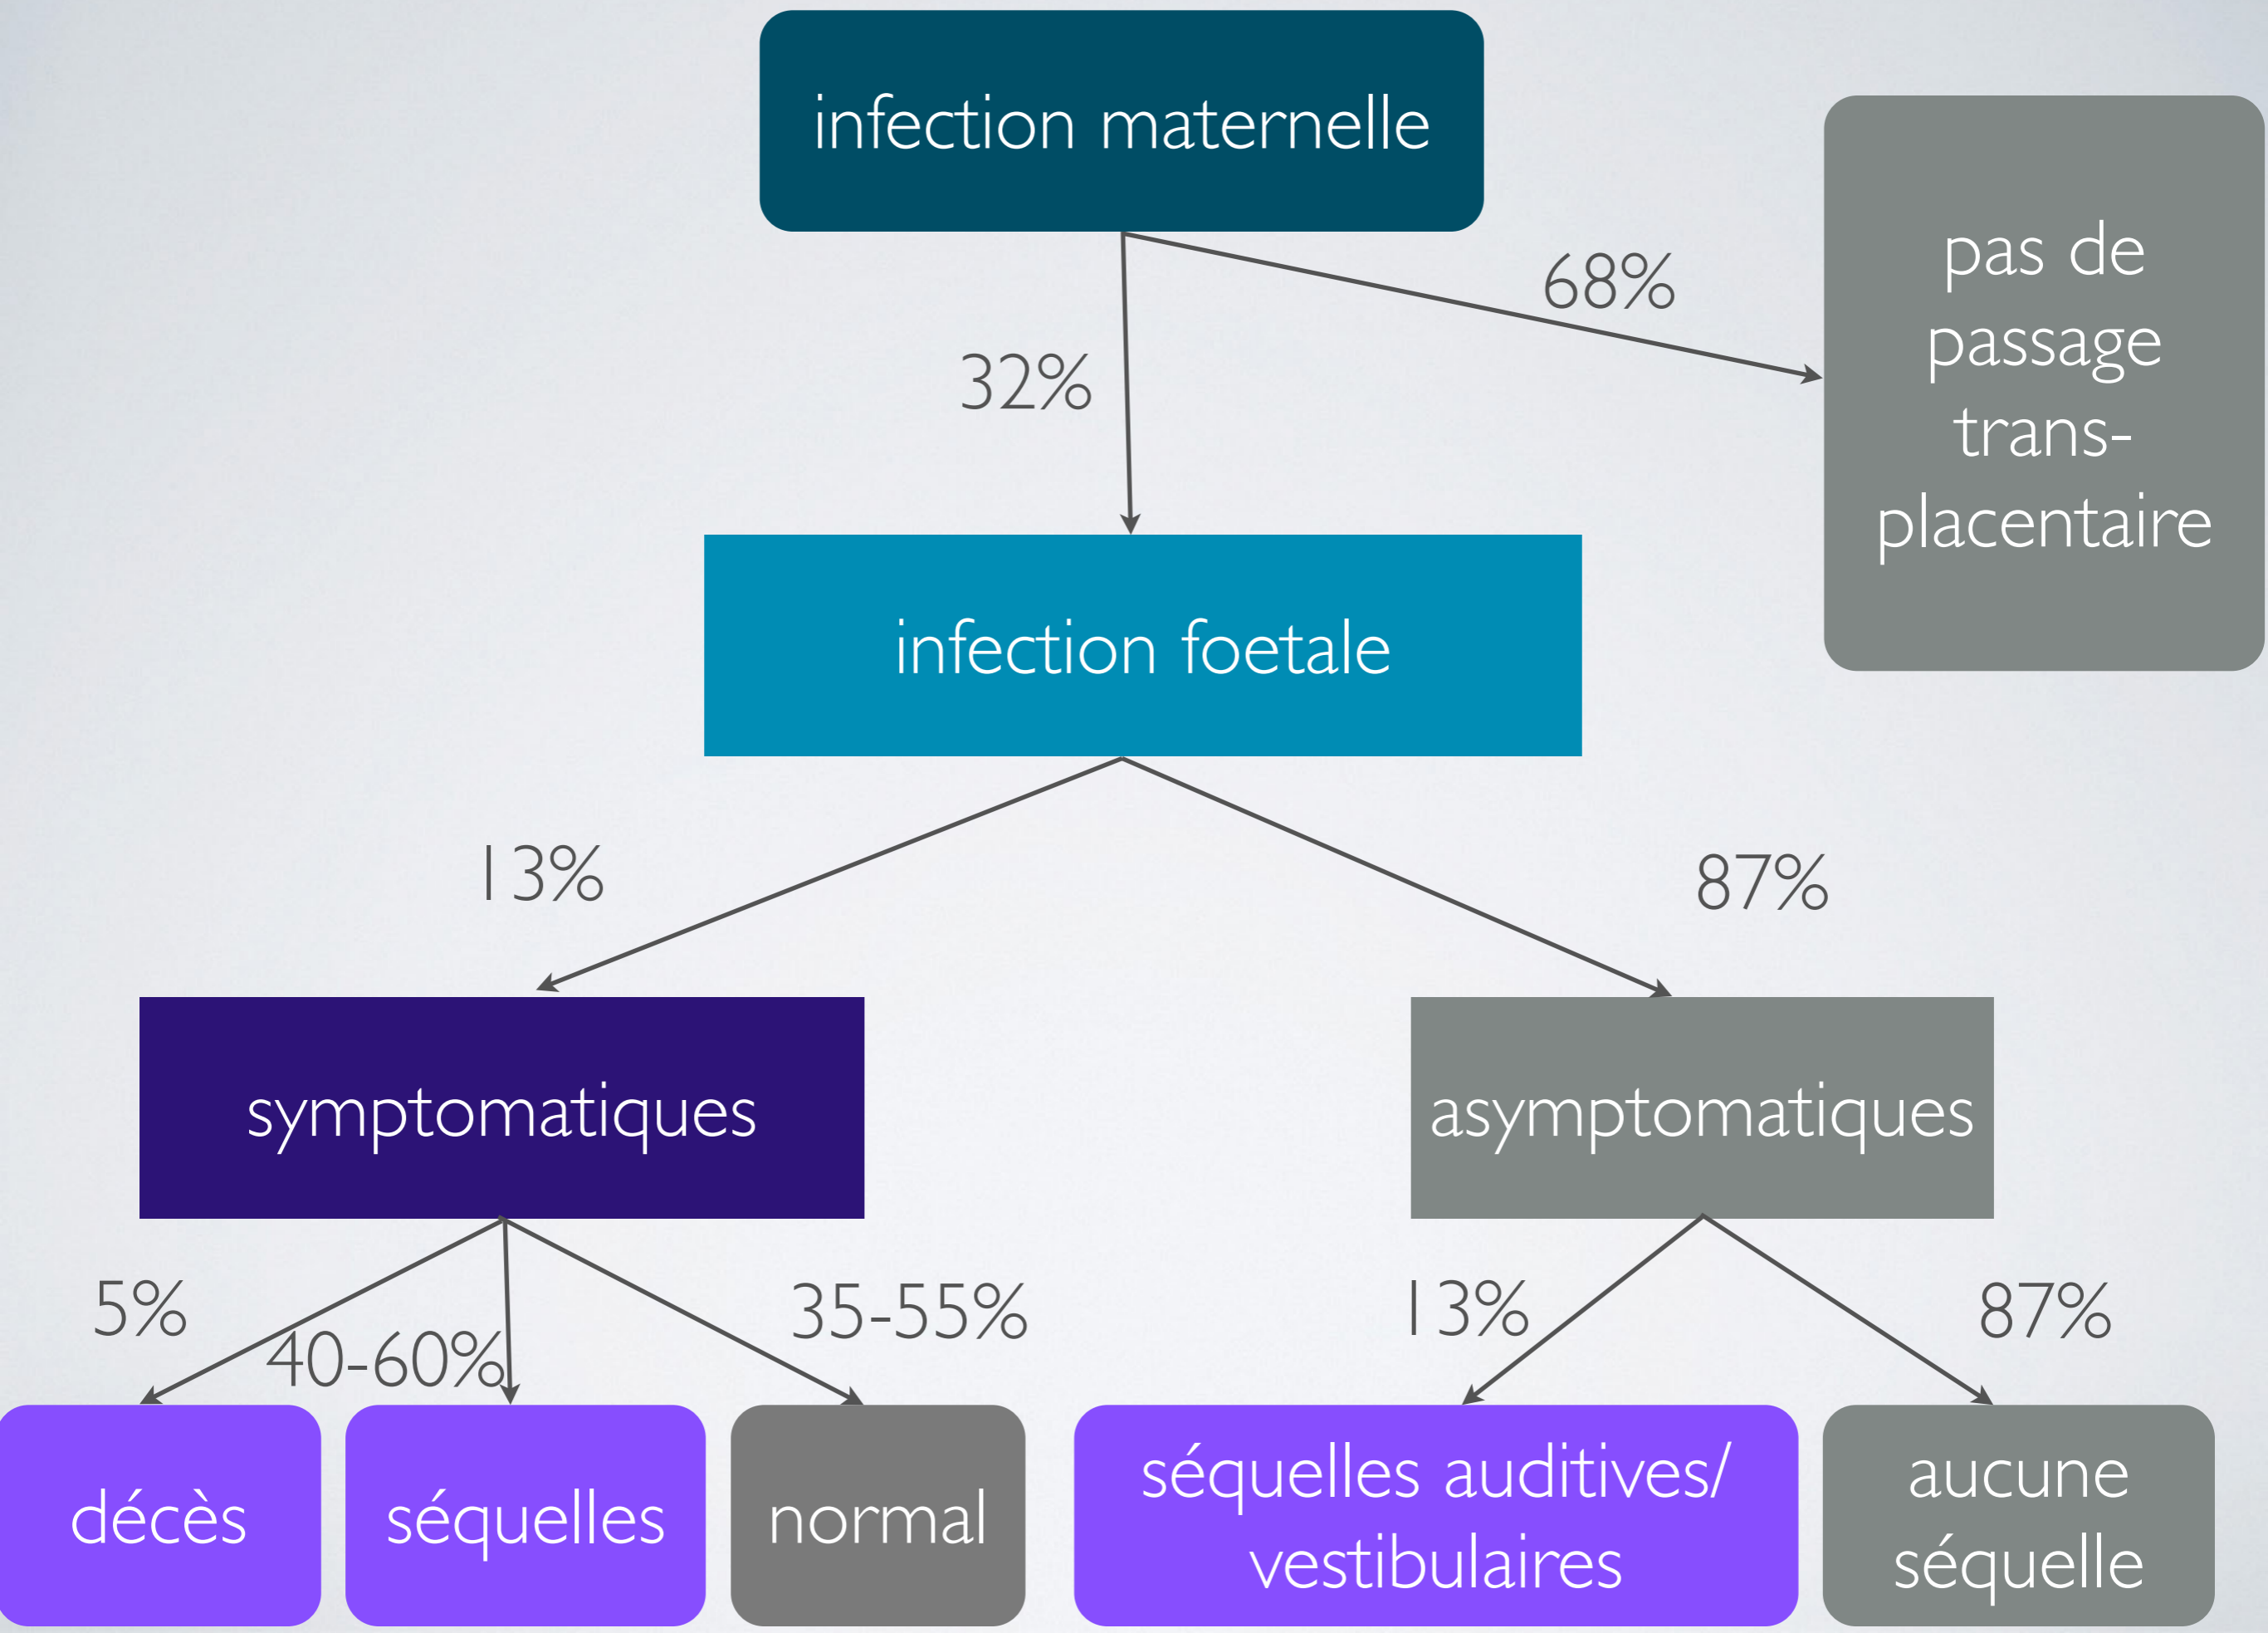 infection maternelle
68%
pas de
passage
trans-
placentaire
32%
infection foetale
13%
87%
symptomatiques
asymptomatiques
5%
40-60%
35-55%
13%
87%
décès
séquelles
normal
séquelles auditives/
vestibulaires
aucune
séquelle